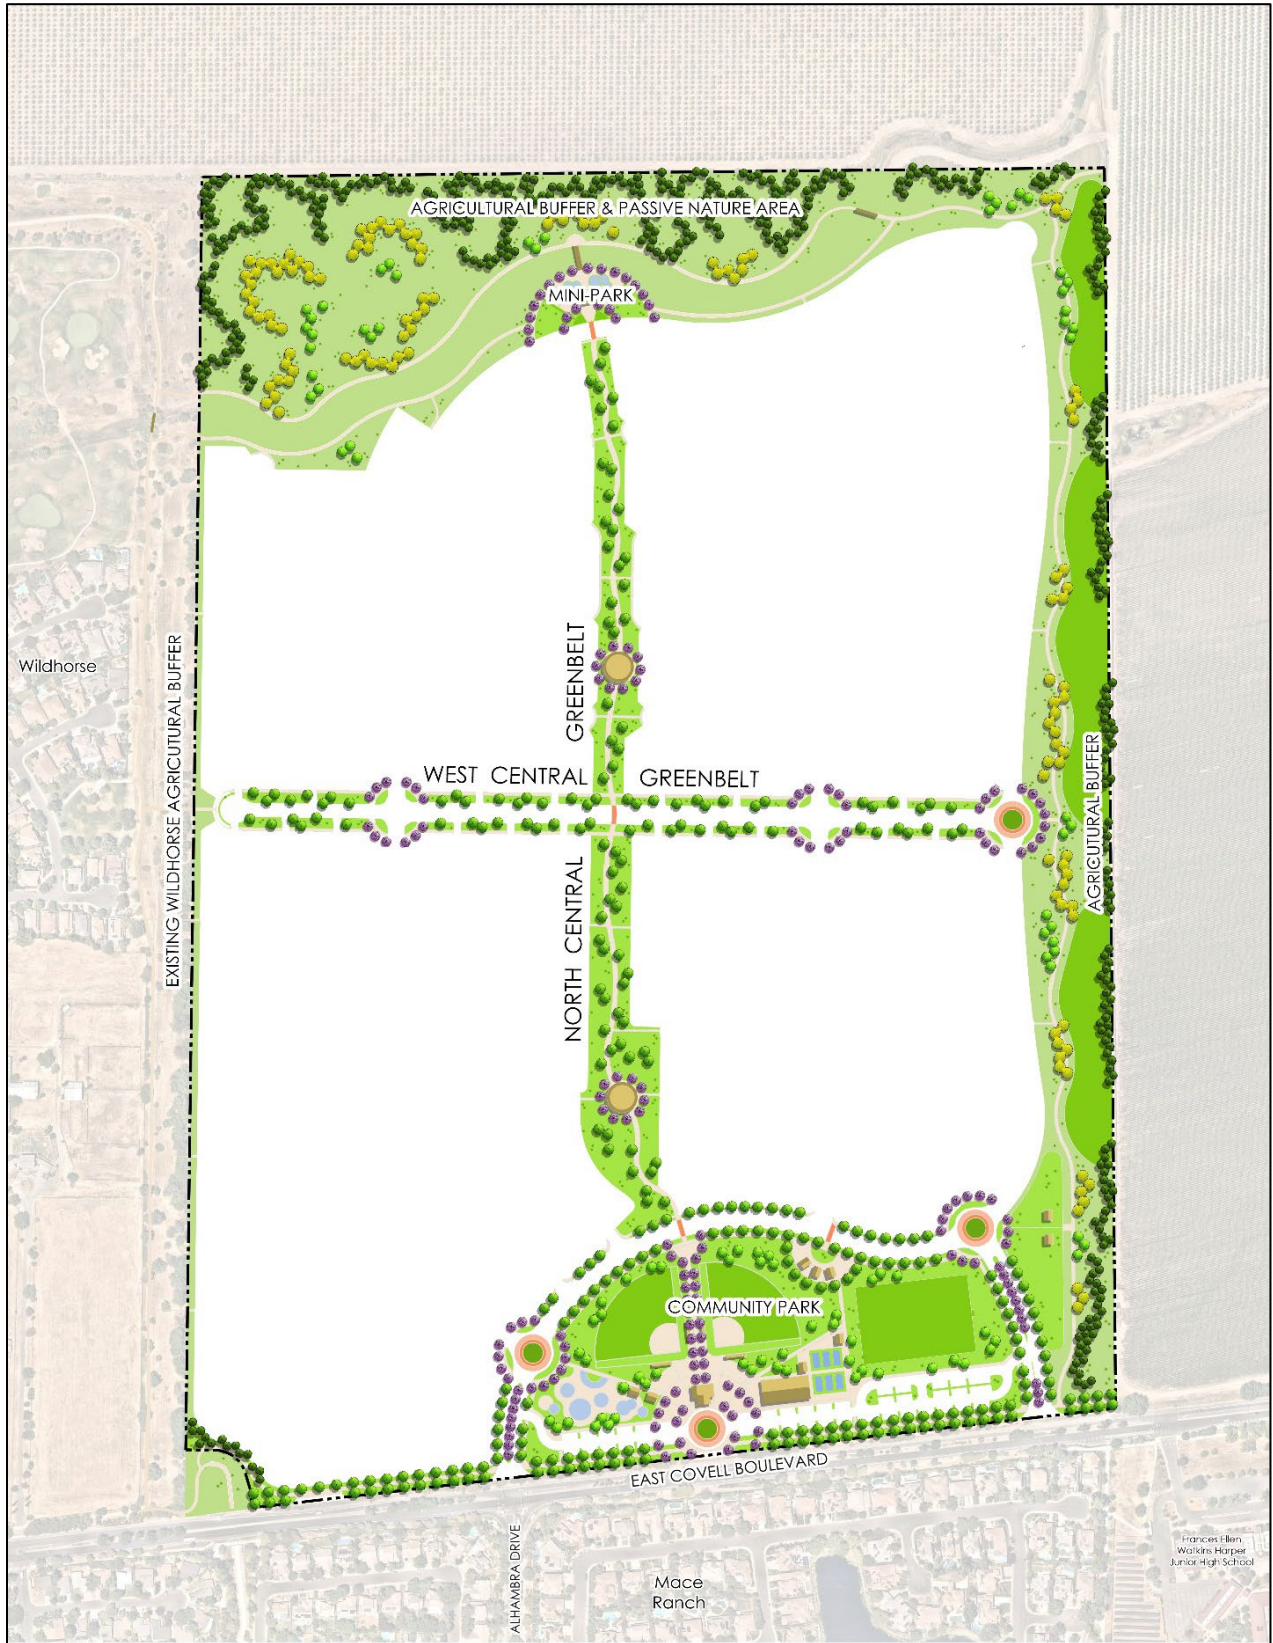 AGRICULTURAL BUFFER & PASSIVE NATURE AREA
MINI-PARK
Wildhorse
EXISTING WILDHORSE AGRICUTURAL BUFFER
GREENBELT
WEST CENTRAL GREENBELT
NORTH CENTRAL
AGRICUTURAL BUFFER
COMMUNITY PARK
EAST COVELL BOULEVARD
ALHAMBRA DRIVE
Mace
Ranch
Frances Ellen
Watkins Harper
Junior High School